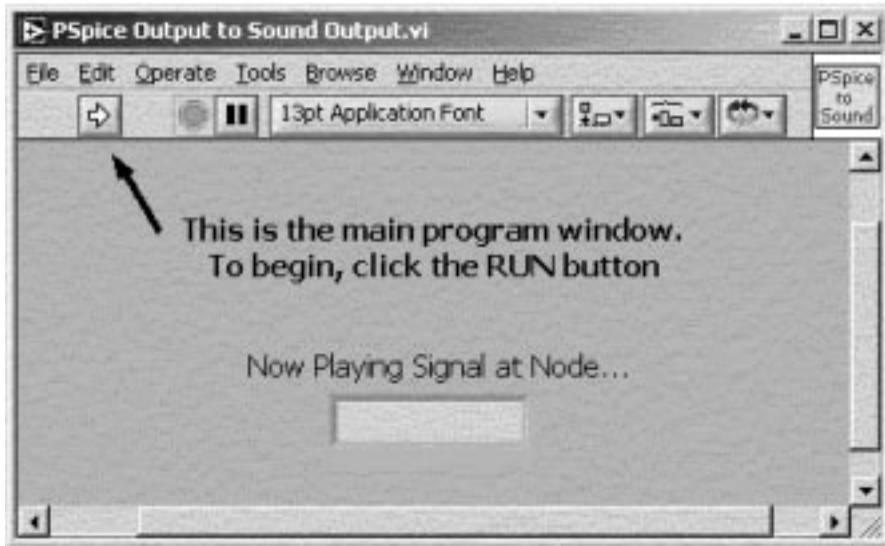 PSpice Output to Sound Output.vi
File Edit Operate Tools Browse Window Help
PSpice
to
Sound
13pt Application Font
This is the main program window.
To begin, click the RUN button
Now Playing Signal at Node...